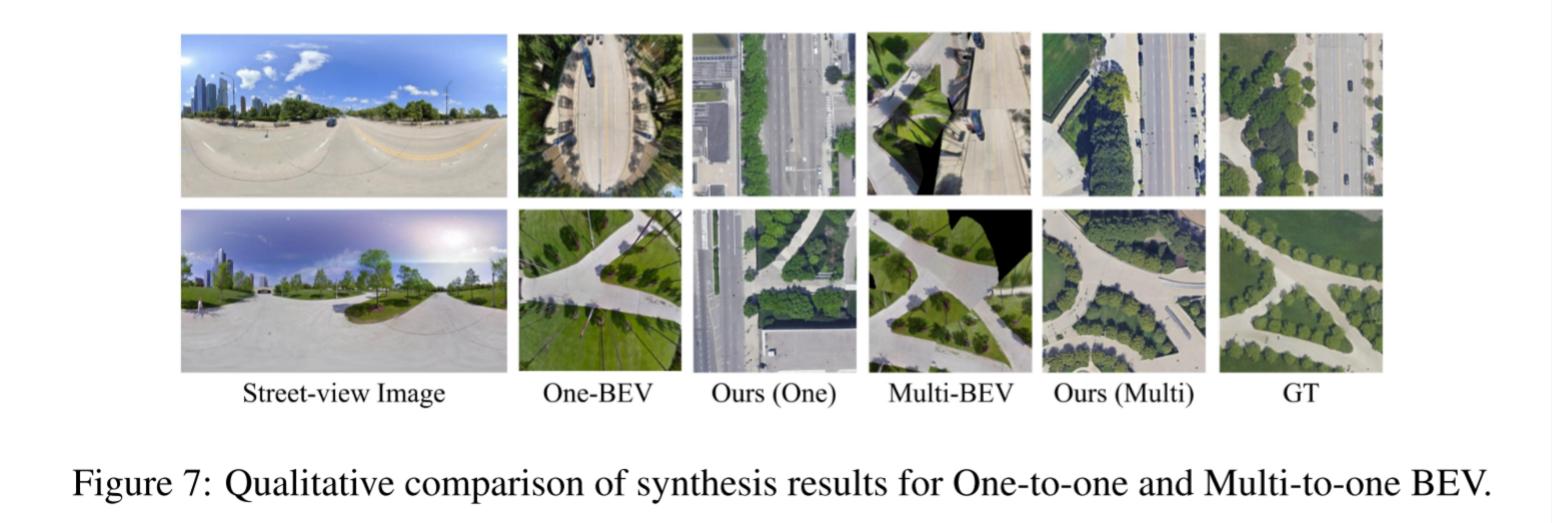 Street-view Image One-BEV Ours (One) Multi-BEV Ours (Multi) GT
Figure 7: Qualitative comparison of synthesis results for One-to-one and Multi-to-one BEV.